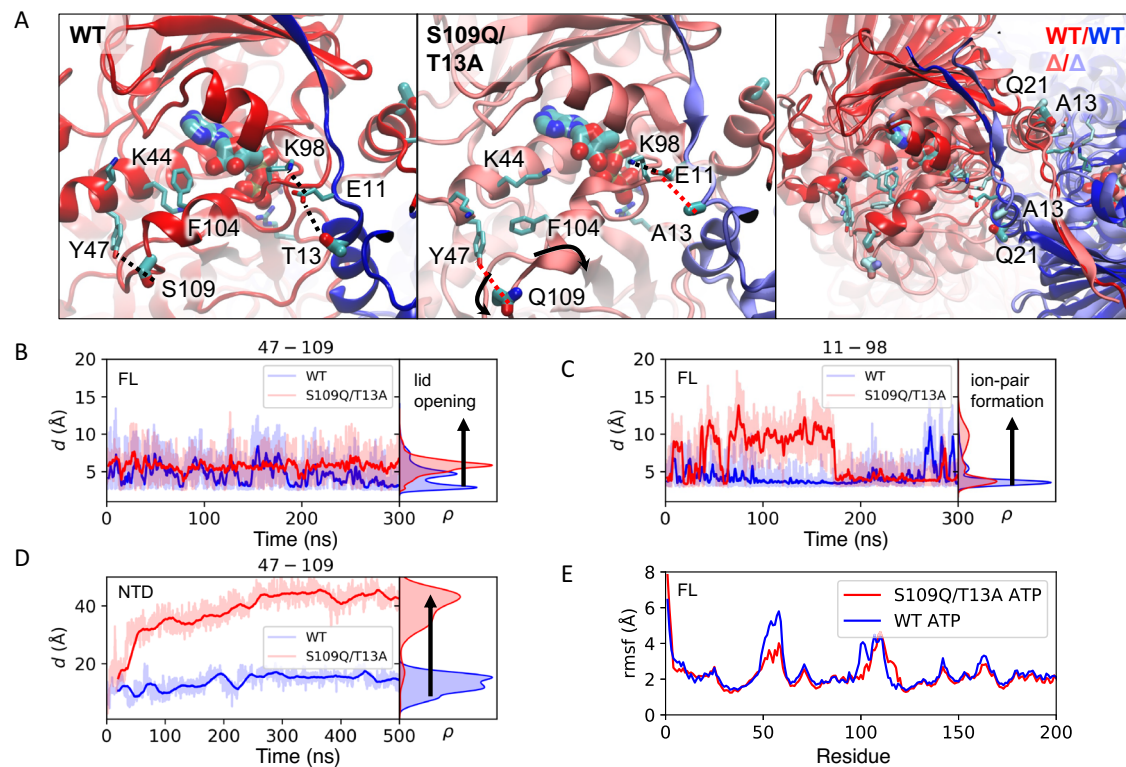 A
WT
K44
K98
E11
F104
T13
Y47
S109
S109Q/
T13A
K44
K98
E11
F104
A13
Y47
Q109
WT/WT
Δ/Δ
Q21
A13
A13
Q21
B
47 − 109
FL
WT
S109Q/T13A
lid
opening
d (Å)
20
15
10
5
0
100
200
300
ρ
Time (ns)
C
11 − 98
FL
WT
S109Q/T13A
ion-pair
formation
d (Å)
20
15
10
5
0
100
200
300
ρ
Time (ns)
D
47 − 109
NTD
WT
S109Q/T13A
d (Å)
40
20
0
100
200
300
400
500
ρ
Time (ns)
E
FL
S109Q/T13A ATP
WT ATP
rmsf (Å)
8
6
4
2
0
0
50
100
150
200
Residue